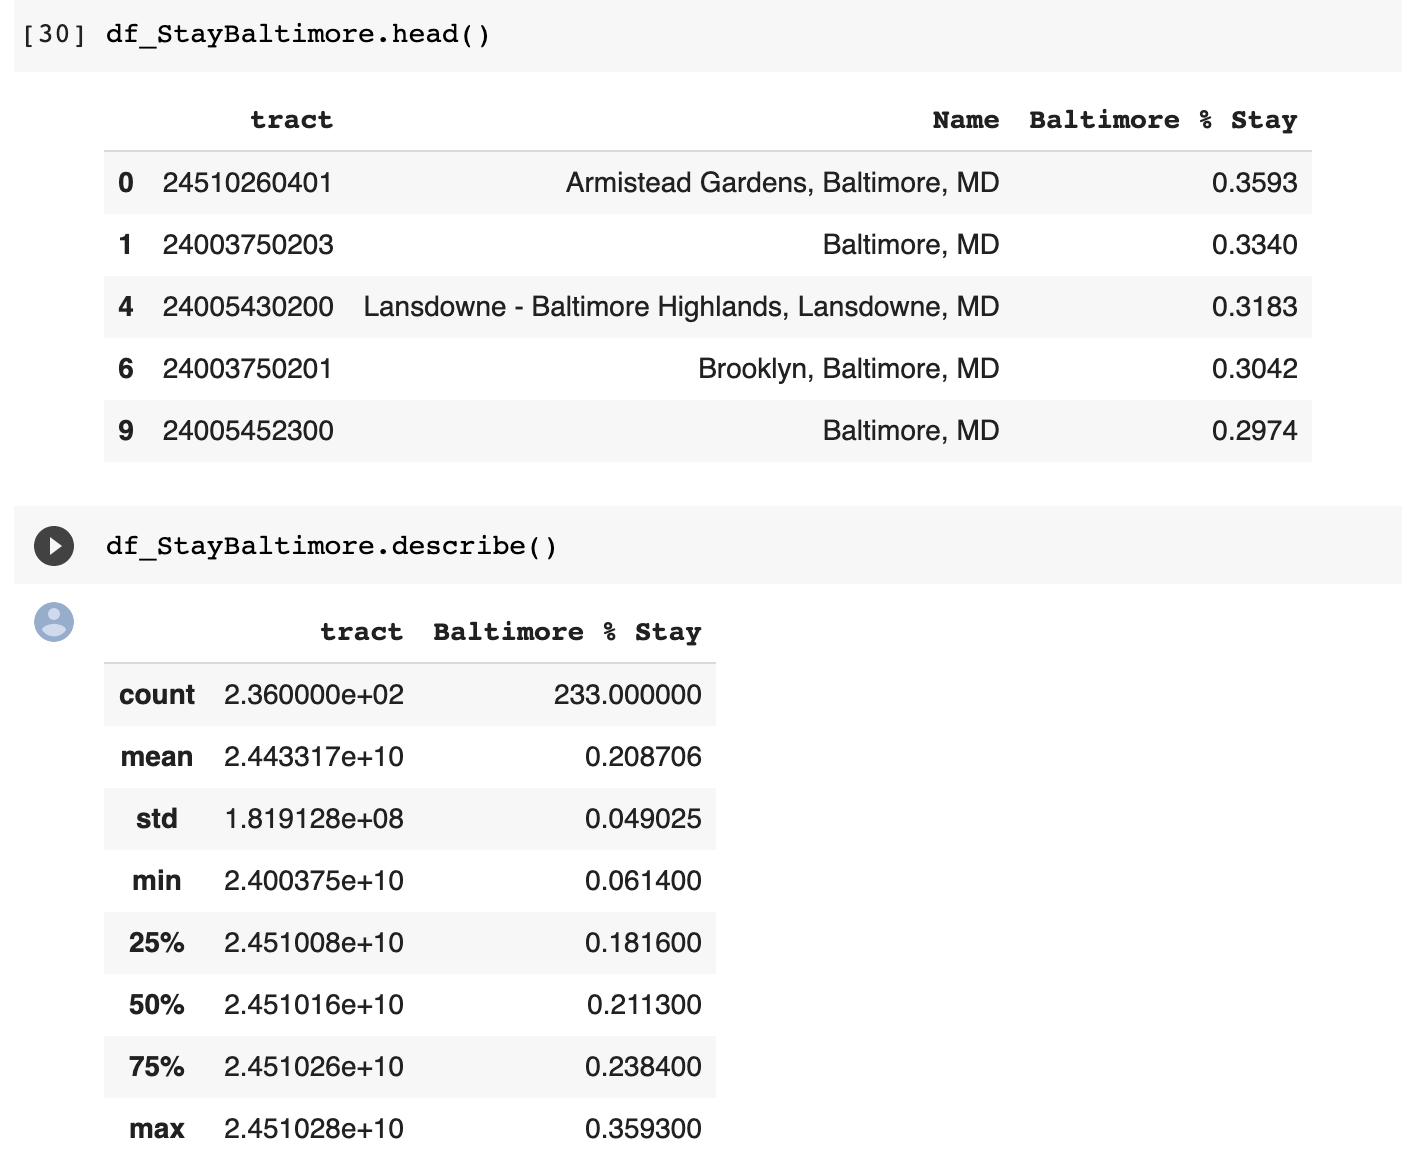 [30] df_StayBaltimore.head()
tract Name Baltimore % Stay
0 24510260401 Armistead Gardens, Baltimore, MD 0.3593
1 24003750203 Baltimore, MD 0.3340
4 24005430200 Lansdowne - Baltimore Highlands, Lansdowne, MD 0.3183
6 24003750201 Brooklyn, Baltimore, MD 0.3042
9 24005452300 Baltimore, MD 0.2974
df_StayBaltimore.describe()
tract Baltimore % Stay
count 2.360000e+02 233.000000
mean 2.443317e+10 0.208706
std 1.819128e+08 0.049025
min 2.400375e+10 0.061400
25% 2.451008e+10 0.181600
50% 2.451016e+10 0.211300
75% 2.451026e+10 0.238400
max 2.451028e+10 0.359300